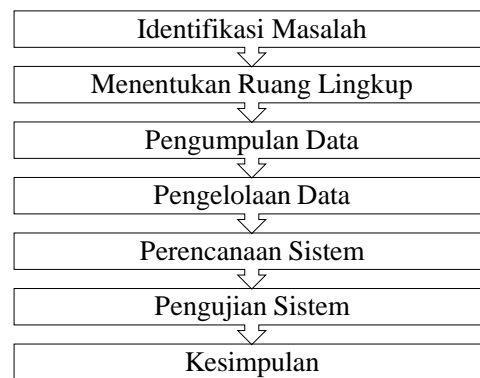 Identifikasi Masalah
Menentukan Ruang Lingkup
Pengumpulan Data
Pengelolaan Data
Perencanaan Sistem
Pengujian Sistem
Kesimpulan